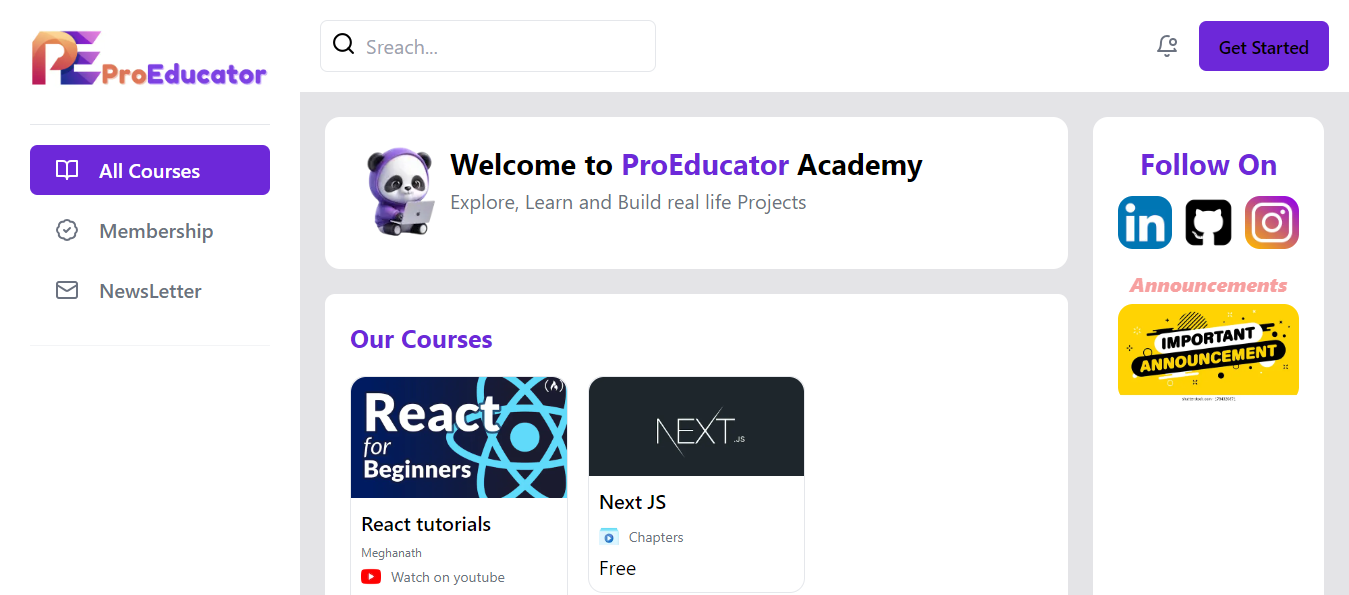 PE ProEducator
Sreach...
Get Started
All Courses
Membership
NewsLetter
Welcome to ProEducator Academy
Explore, Learn and Build real life Projects
Follow On
in
Announcements
IMPORTANT
ANNOUNCEMENT
Our Courses
React
for
Beginners
React tutorials
Meghanath
Watch on youtube
NEXT.JS
Next JS
Chapters
Free